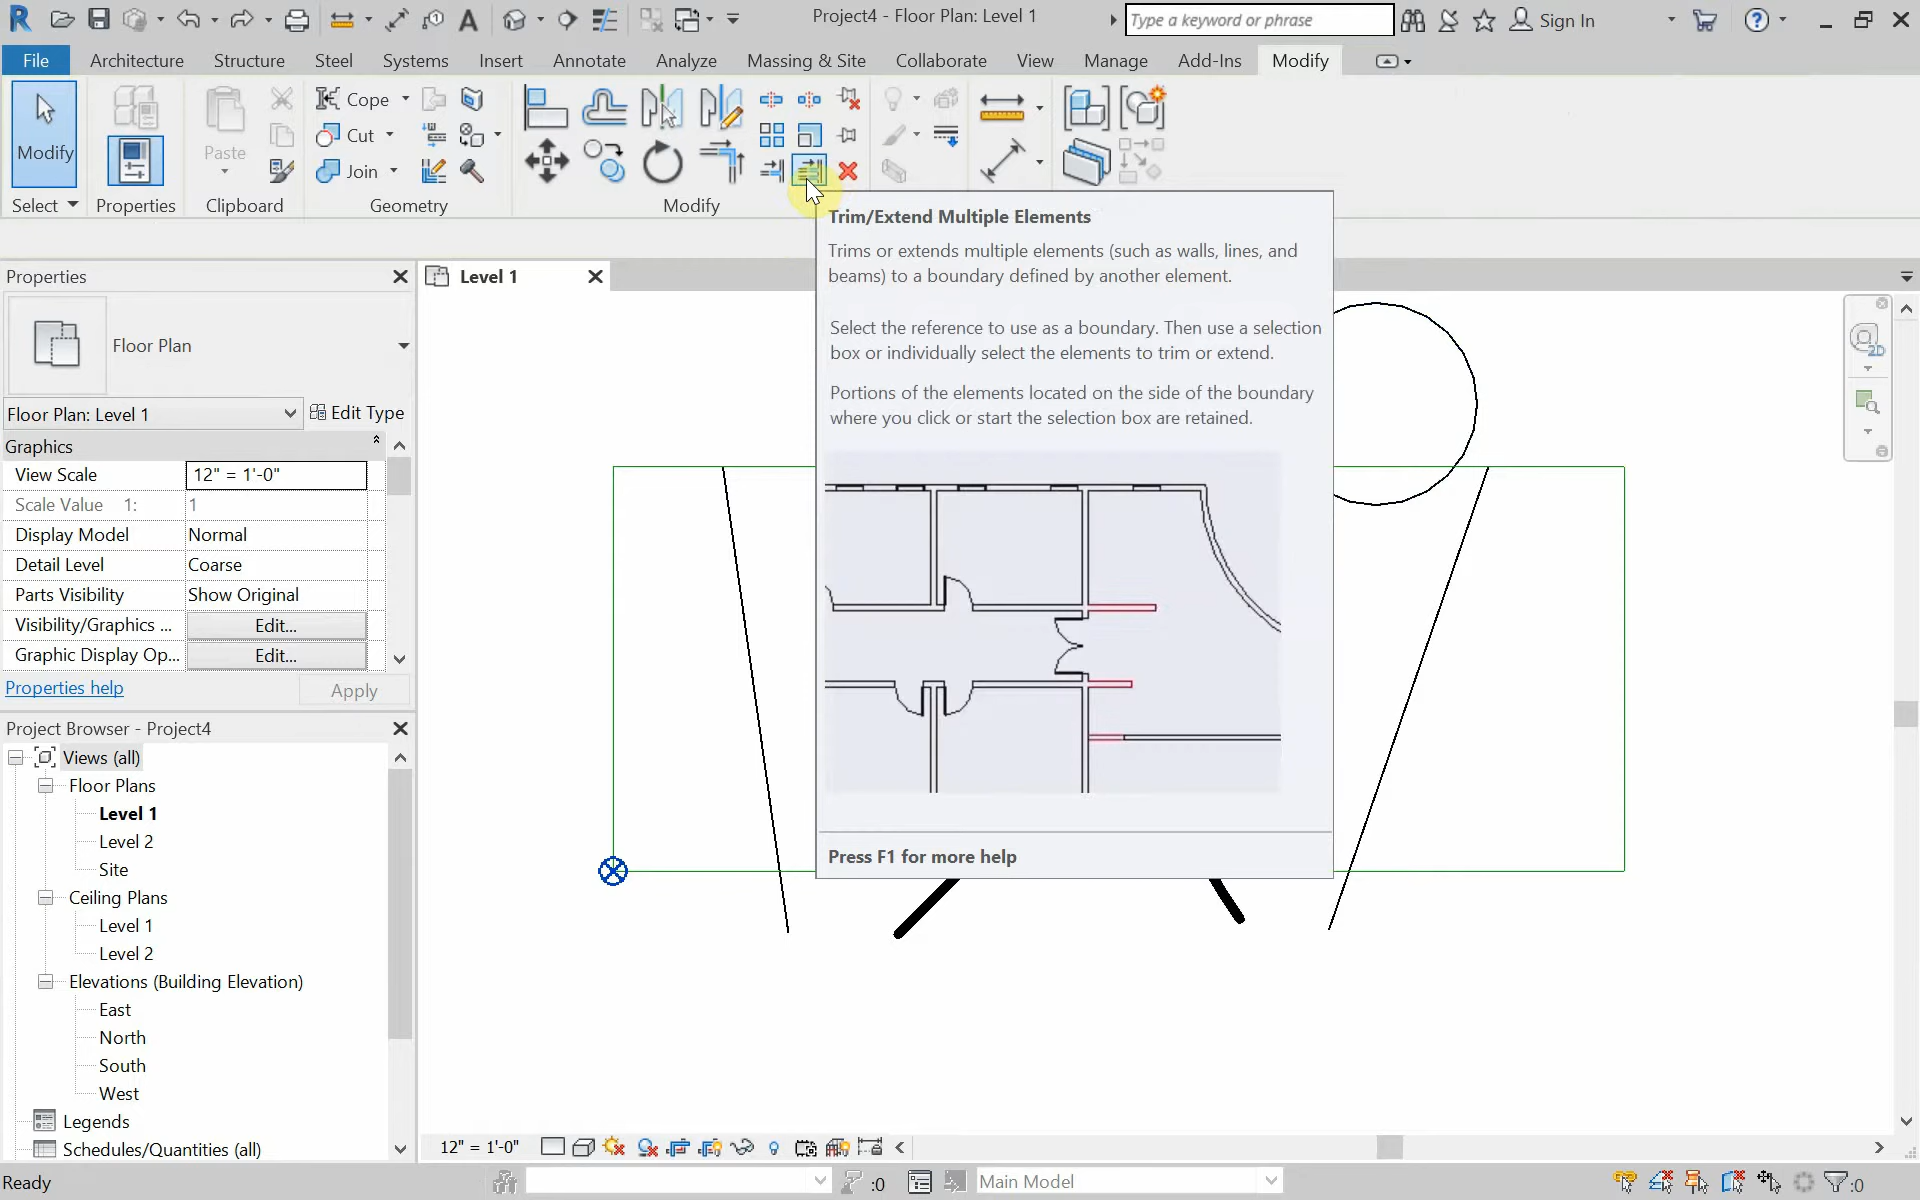 Project4 - Floor Plan: Level 1
Type a keyword or phrase
Sign In
File
Architecture
Structure
Steel
Systems
Insert
Annotate
Analyze
Massing & Site
Collaborate
View
Manage
Add-Ins
Modify
Modify
Select
Properties
Paste
Clipboard
Cope
Cut
Join
Geometry
Modify
Trim/Extend Multiple Elements
Trims or extends multiple elements (such as walls, lines, and
beams) to a boundary defined by another element.
Select the reference to use as a boundary. Then use a selection
box or individually select the elements to trim or extend.
Portions of the elements located on the side of the boundary
where you click or start the selection box are retained.
Press F1 for more help
Properties
Floor Plan
Floor Plan: Level 1
Edit Type
Graphics
View Scale 12" = 1'-0"
Scale Value 1: 1
Display Model Normal
Detail Level Coarse
Parts Visibility Show Original
Visibility/Graphics ... Edit...
Graphic Display Op... Edit...
Properties help
Apply
Project Browser - Project4
Views (all)
Floor Plans
Level 1
Level 2
Site
Ceiling Plans
Level 1
Level 2
Elevations (Building Elevation)
East
North
South
West
Legends
Schedules/Quantities (all)
Level 1
2D
12" = 1'-0"
Ready
:0
Main Model
:0